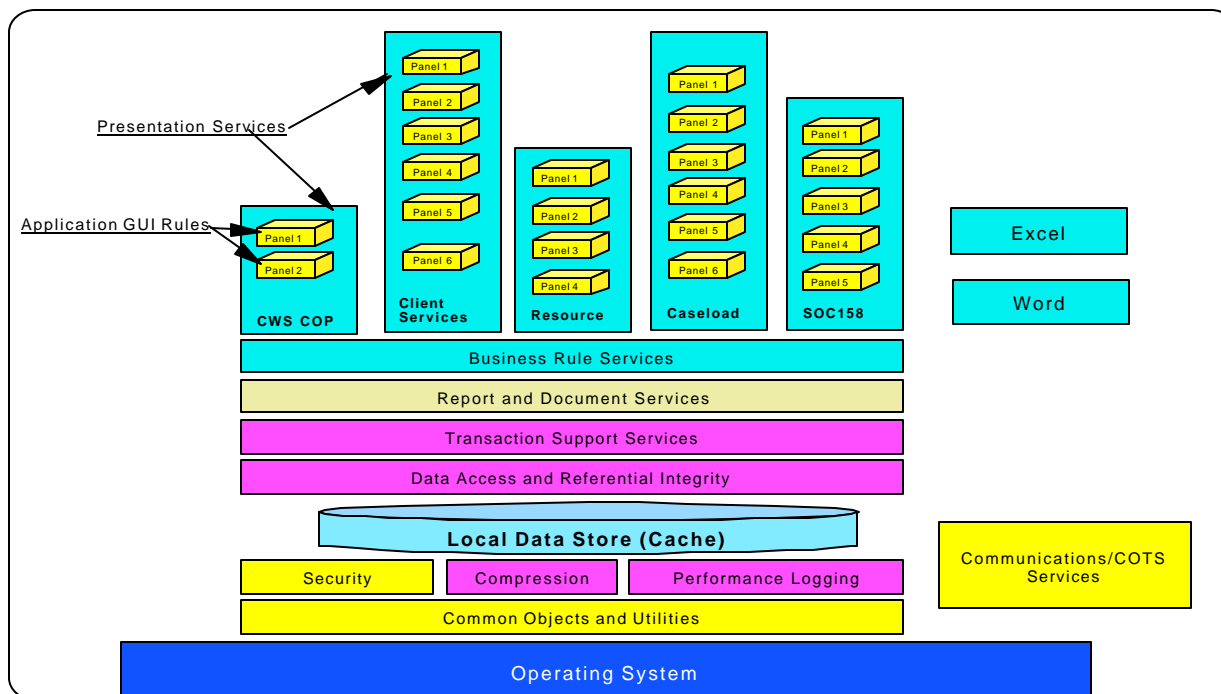 Presentation Services
Application GUI Rules
Panel 1
Panel 2
CWS COP
Panel 1
Panel 2
Panel 3
Panel 4
Panel 5
Panel 6
Client
Services
Panel 1
Panel 2
Panel 3
Panel 4
Resource
Panel 1
Panel 2
Panel 3
Panel 4
Panel 5
Panel 6
Caseload
Panel 1
Panel 2
Panel 3
Panel 4
Panel 5
SOC158
Excel
Word
Business Rule Services
Report and Document Services
Transaction Support Services
Data Access and Referential Integrity
Local Data Store (Cache)
Security
Compression
Performance Logging
Communications/COTS
Services
Common Objects and Utilities
Operating System